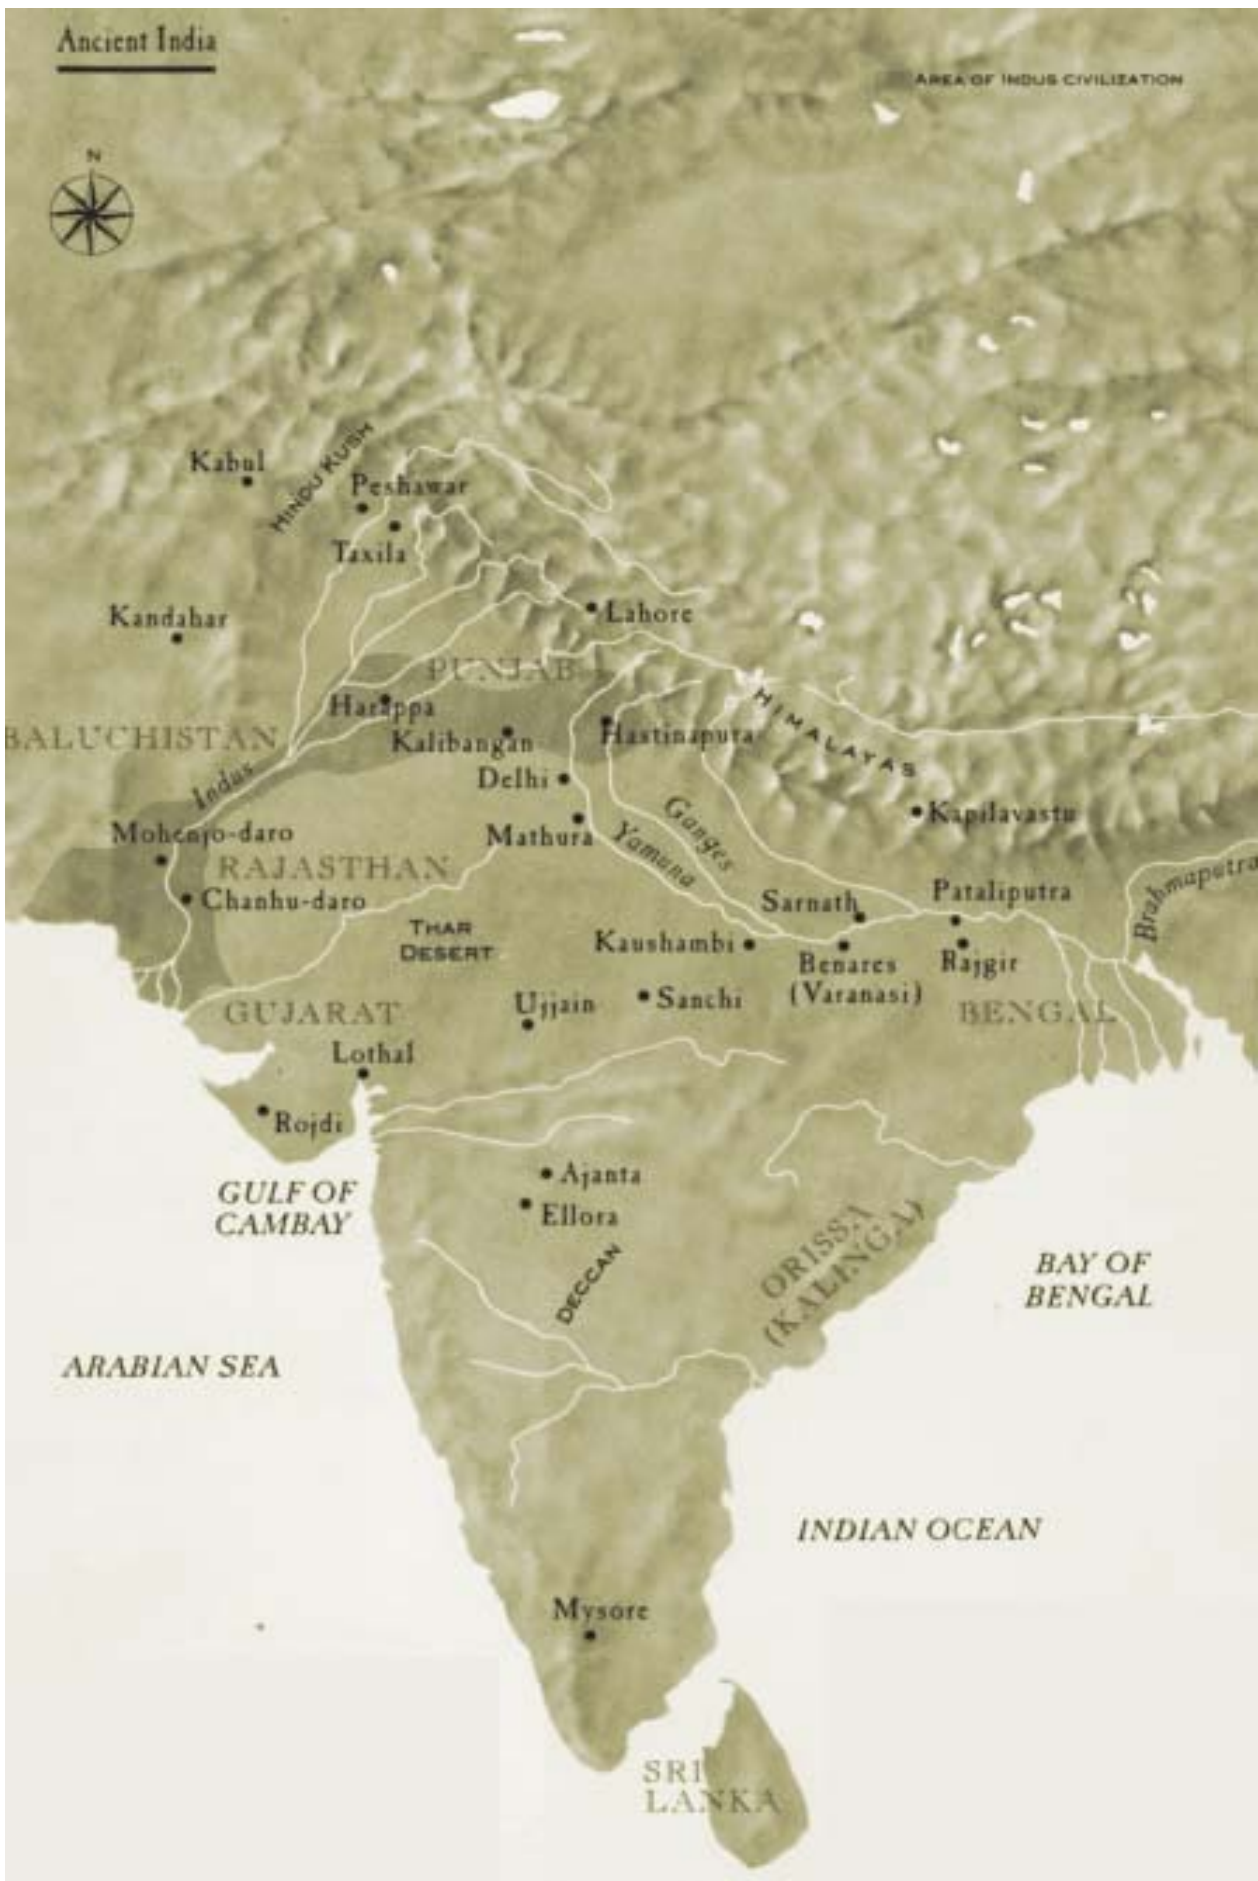 Ancient India
AREA OF INDUS CIVILIZATION
N
Kabul
HINDU KUSH
Peshawar
Taxila
Kandahar
Lahore
PUNJAB
Harappa
BALUCHISTAN
Kalibangan
Hastinapura
HIMALAYAS
Indus
Delhi
Ganges
Kapilavastu
Mohenjo-daro
Mathura
Yamuna
RAJASTHAN
Brahmaputra
Chanhu-daro
Sarnath
Pataliputra
THAR
DESERT
Kaushambi
Benares
(Varanasi)
Rajgir
Ujjain
Sanchi
GUJARAT
BENGAL
Lothal
Rojdi
Ajanta
GULF OF
CAMBAY
Ellora
ORISSA
(KALINGA)
DECCAN
BAY OF
BENGAL
ARABIAN SEA
INDIAN OCEAN
Mysore
SRI
LANKA